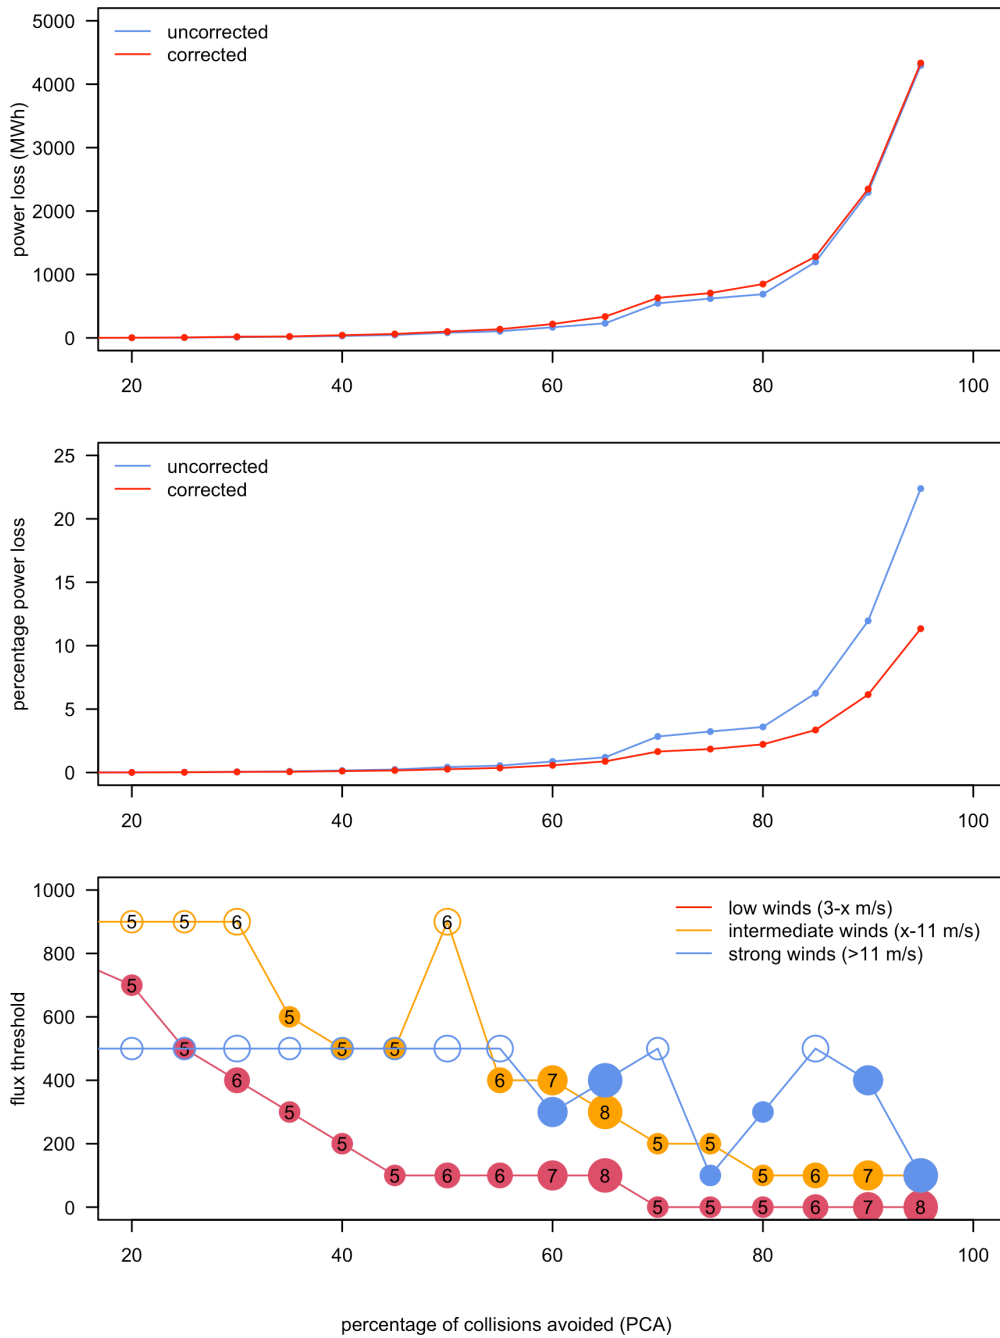 uncorrected
corrected
power loss (MWh)
5000
4000
3000
2000
1000
0
20 40 60 80 100
uncorrected
corrected
percentage power loss
25
20
15
10
5
0
20 40 60 80 100
low winds (3-x m/s)
intermediate winds (x-11 m/s)
strong winds (>11 m/s)
flux threshold
1000
800
600
400
200
0
5 5 6 5 5 5 6 6 7 8 5 5 5 6 7
5 5 6 5 5 5 6 6 7 8 5 5 5 6 7 8
20 40 60 80 100
percentage of collisions avoided (PCA)